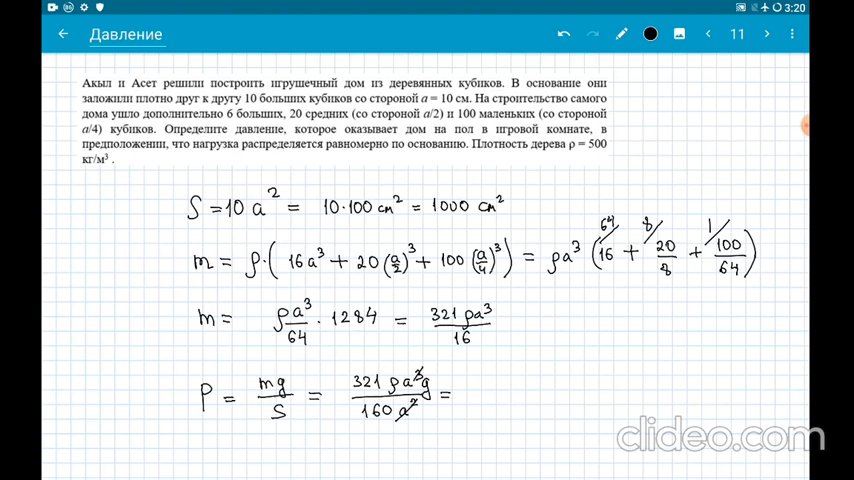 3:20
Давление
11
Акыл и Асет решили построить игрушечный дом из деревянных кубиков. В основание они
заложили плотно друг к другу 10 больших кубиков со стороной a = 10 см. На строительство самого
дома ушло дополнительно 6 больших, 20 средних (со стороной a/2) и 100 маленьких (со стороной
a/4) кубиков. Определите давление, которое оказывает дом на пол в игровой комнате, в
предположении, что нагрузка распределяется равномерно по основанию. Плотность дерева ρ = 500
кг/м³ .
S = 10 a² = 10·100 см² = 1000 см²
m = ρ·(16a³ + 20(a/2)³ + 100(a/4)³) = ρa³ (16 /64 + 20/8 /8 + 100/64 /1)
m = ρa³/64 · 1284 = 321 ρa³/16
P = mg/S = 321 ρa³g/160 a² =
clideo.com